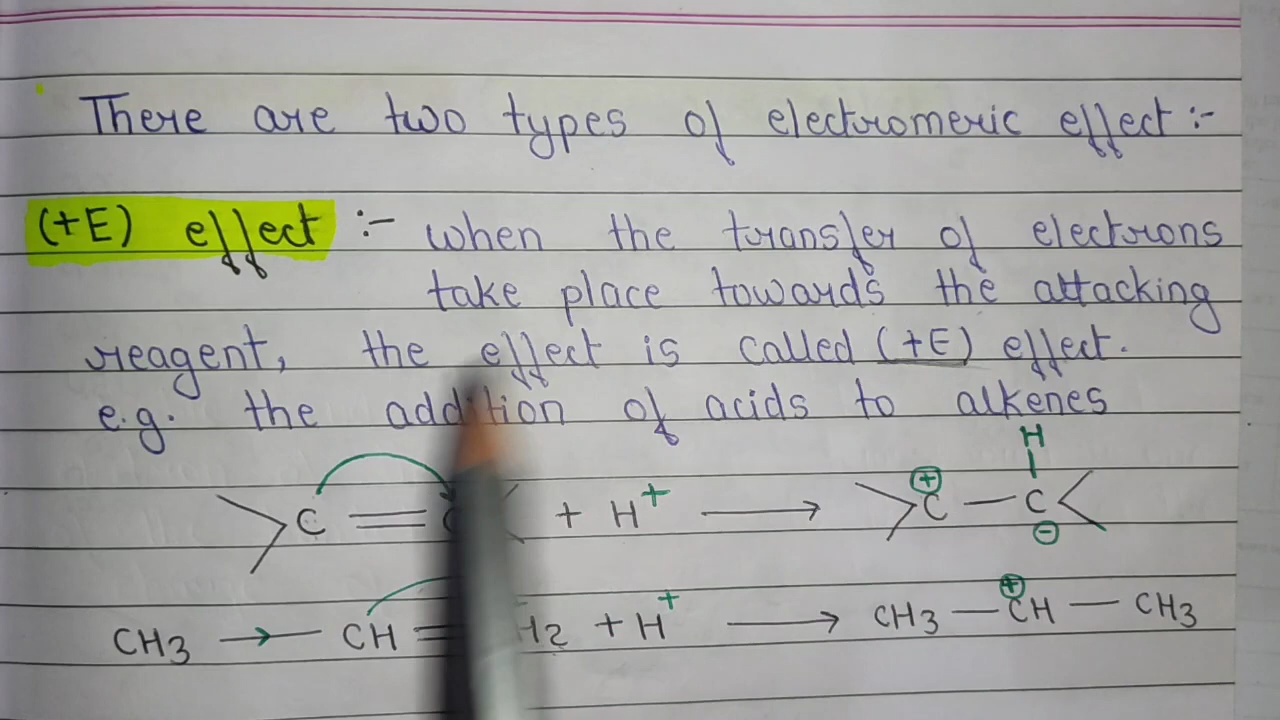 There are two types of electromeric effect :-
(+E) effect :- when the transfer of electrons
take place towards the attacking
reagent, the effect is called (+E) effect.
e.g. the addition of acids to alkenes
H
C = + H+ ⟶ ⊕C — C⊖
CH3 → CH = H2 + H+ ⟶ CH3 — ⊕CH — CH3